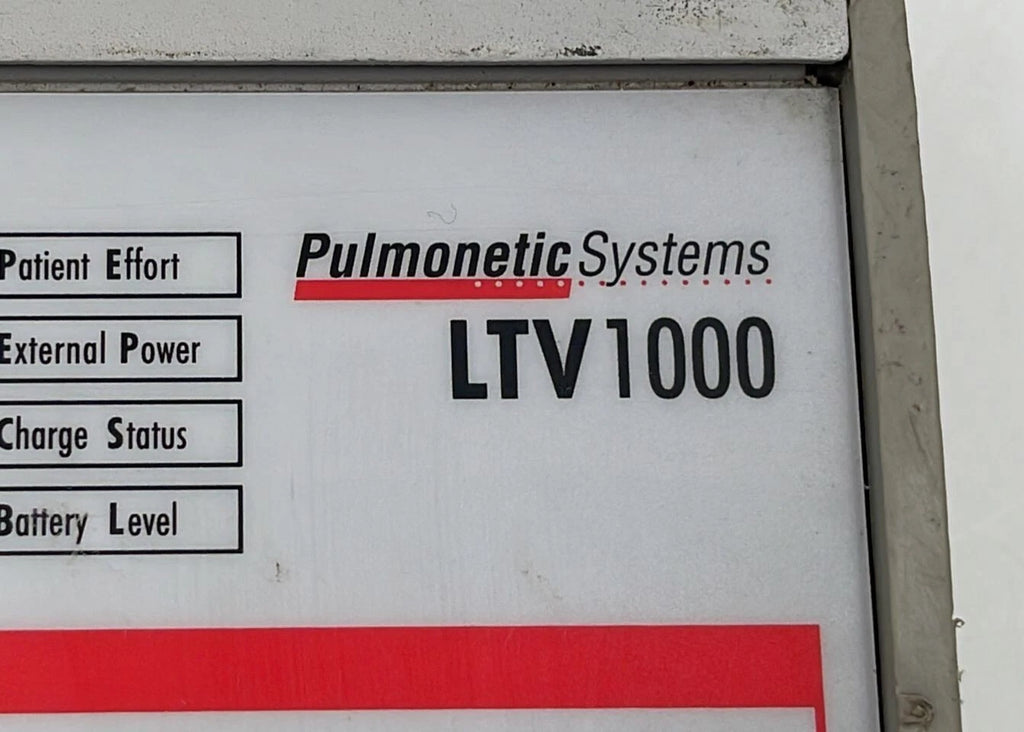 Patient Effort
External Power
Charge Status
Battery Level
Pulmonetic Systems
LTV1000